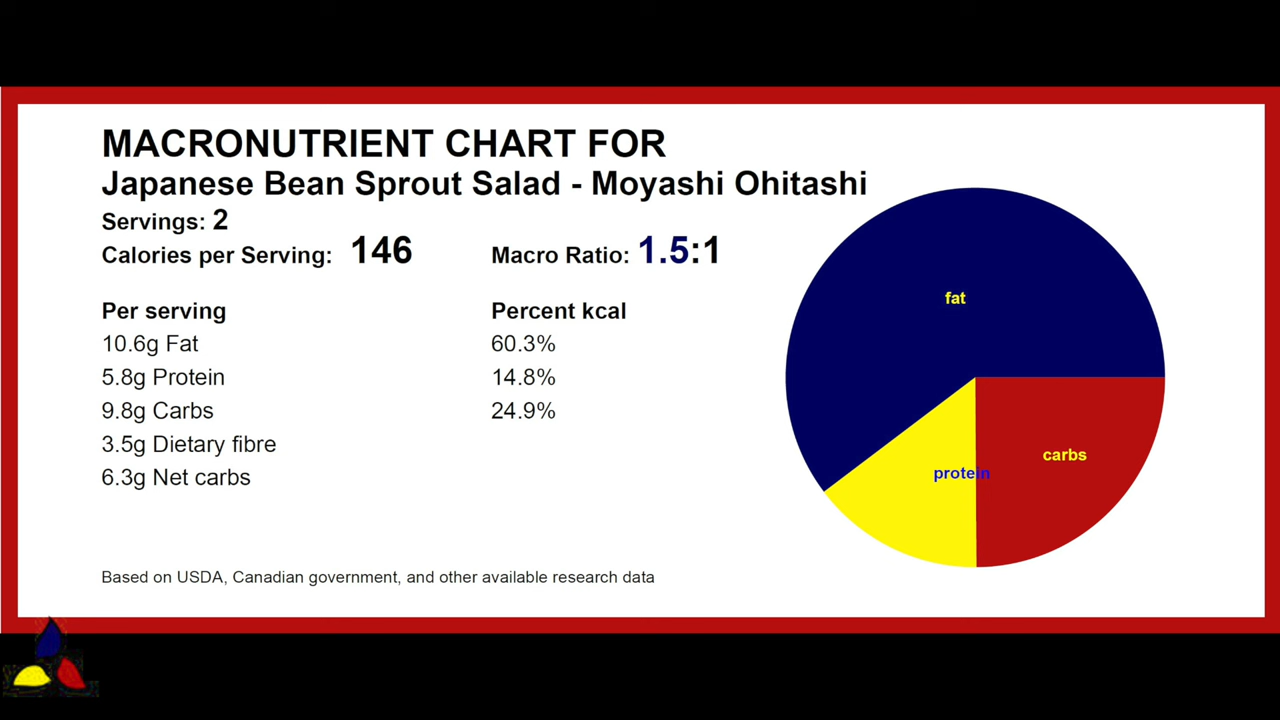 MACRONUTRIENT CHART FOR
Japanese Bean Sprout Salad - Moyashi Ohitashi
Servings: 2
Calories per Serving: 146 Macro Ratio: 1.5:1
Per serving Percent kcal
10.6g Fat 60.3%
5.8g Protein 14.8%
9.8g Carbs 24.9%
3.5g Dietary fibre
6.3g Net carbs
Based on USDA, Canadian government, and other available research data
fat
carbs
protein